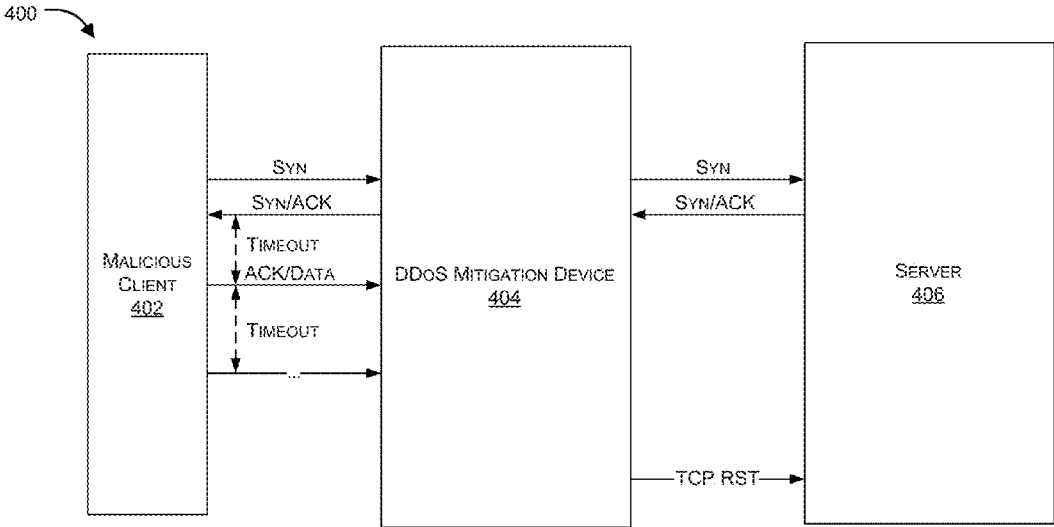 400
SYN
SYN
SYN/ACK
SYN/ACK
TIMEOUT
MALICIOUS
CLIENT
402
ACK/DATA
DDOS MITIGATION DEVICE
404
SERVER
406
TIMEOUT
...
TCP RST